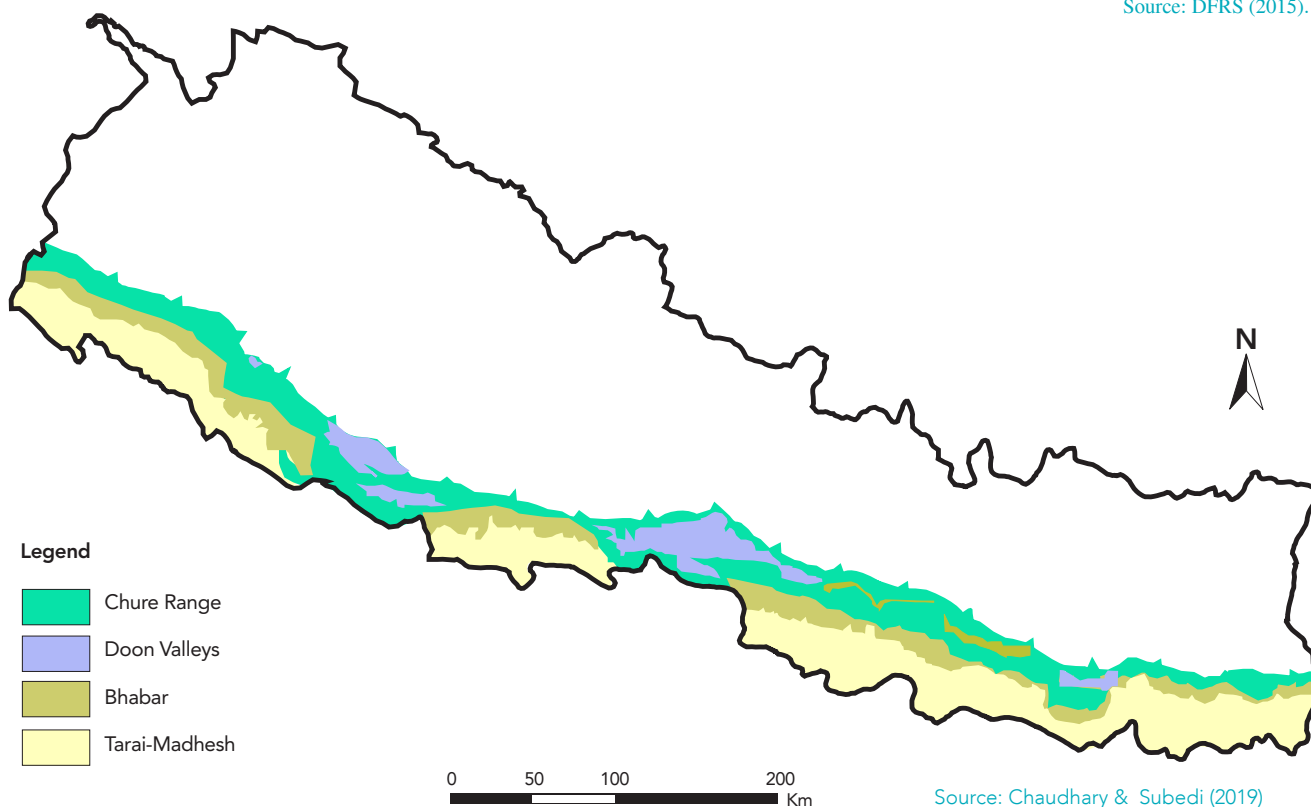 Source: DFRS (2015).
N
Legend
Chure Range
Doon Valleys
Bhabar
Tarai-Madhesh
0 50 100 200
Km
Source: Chaudhary & Subedi (2019)